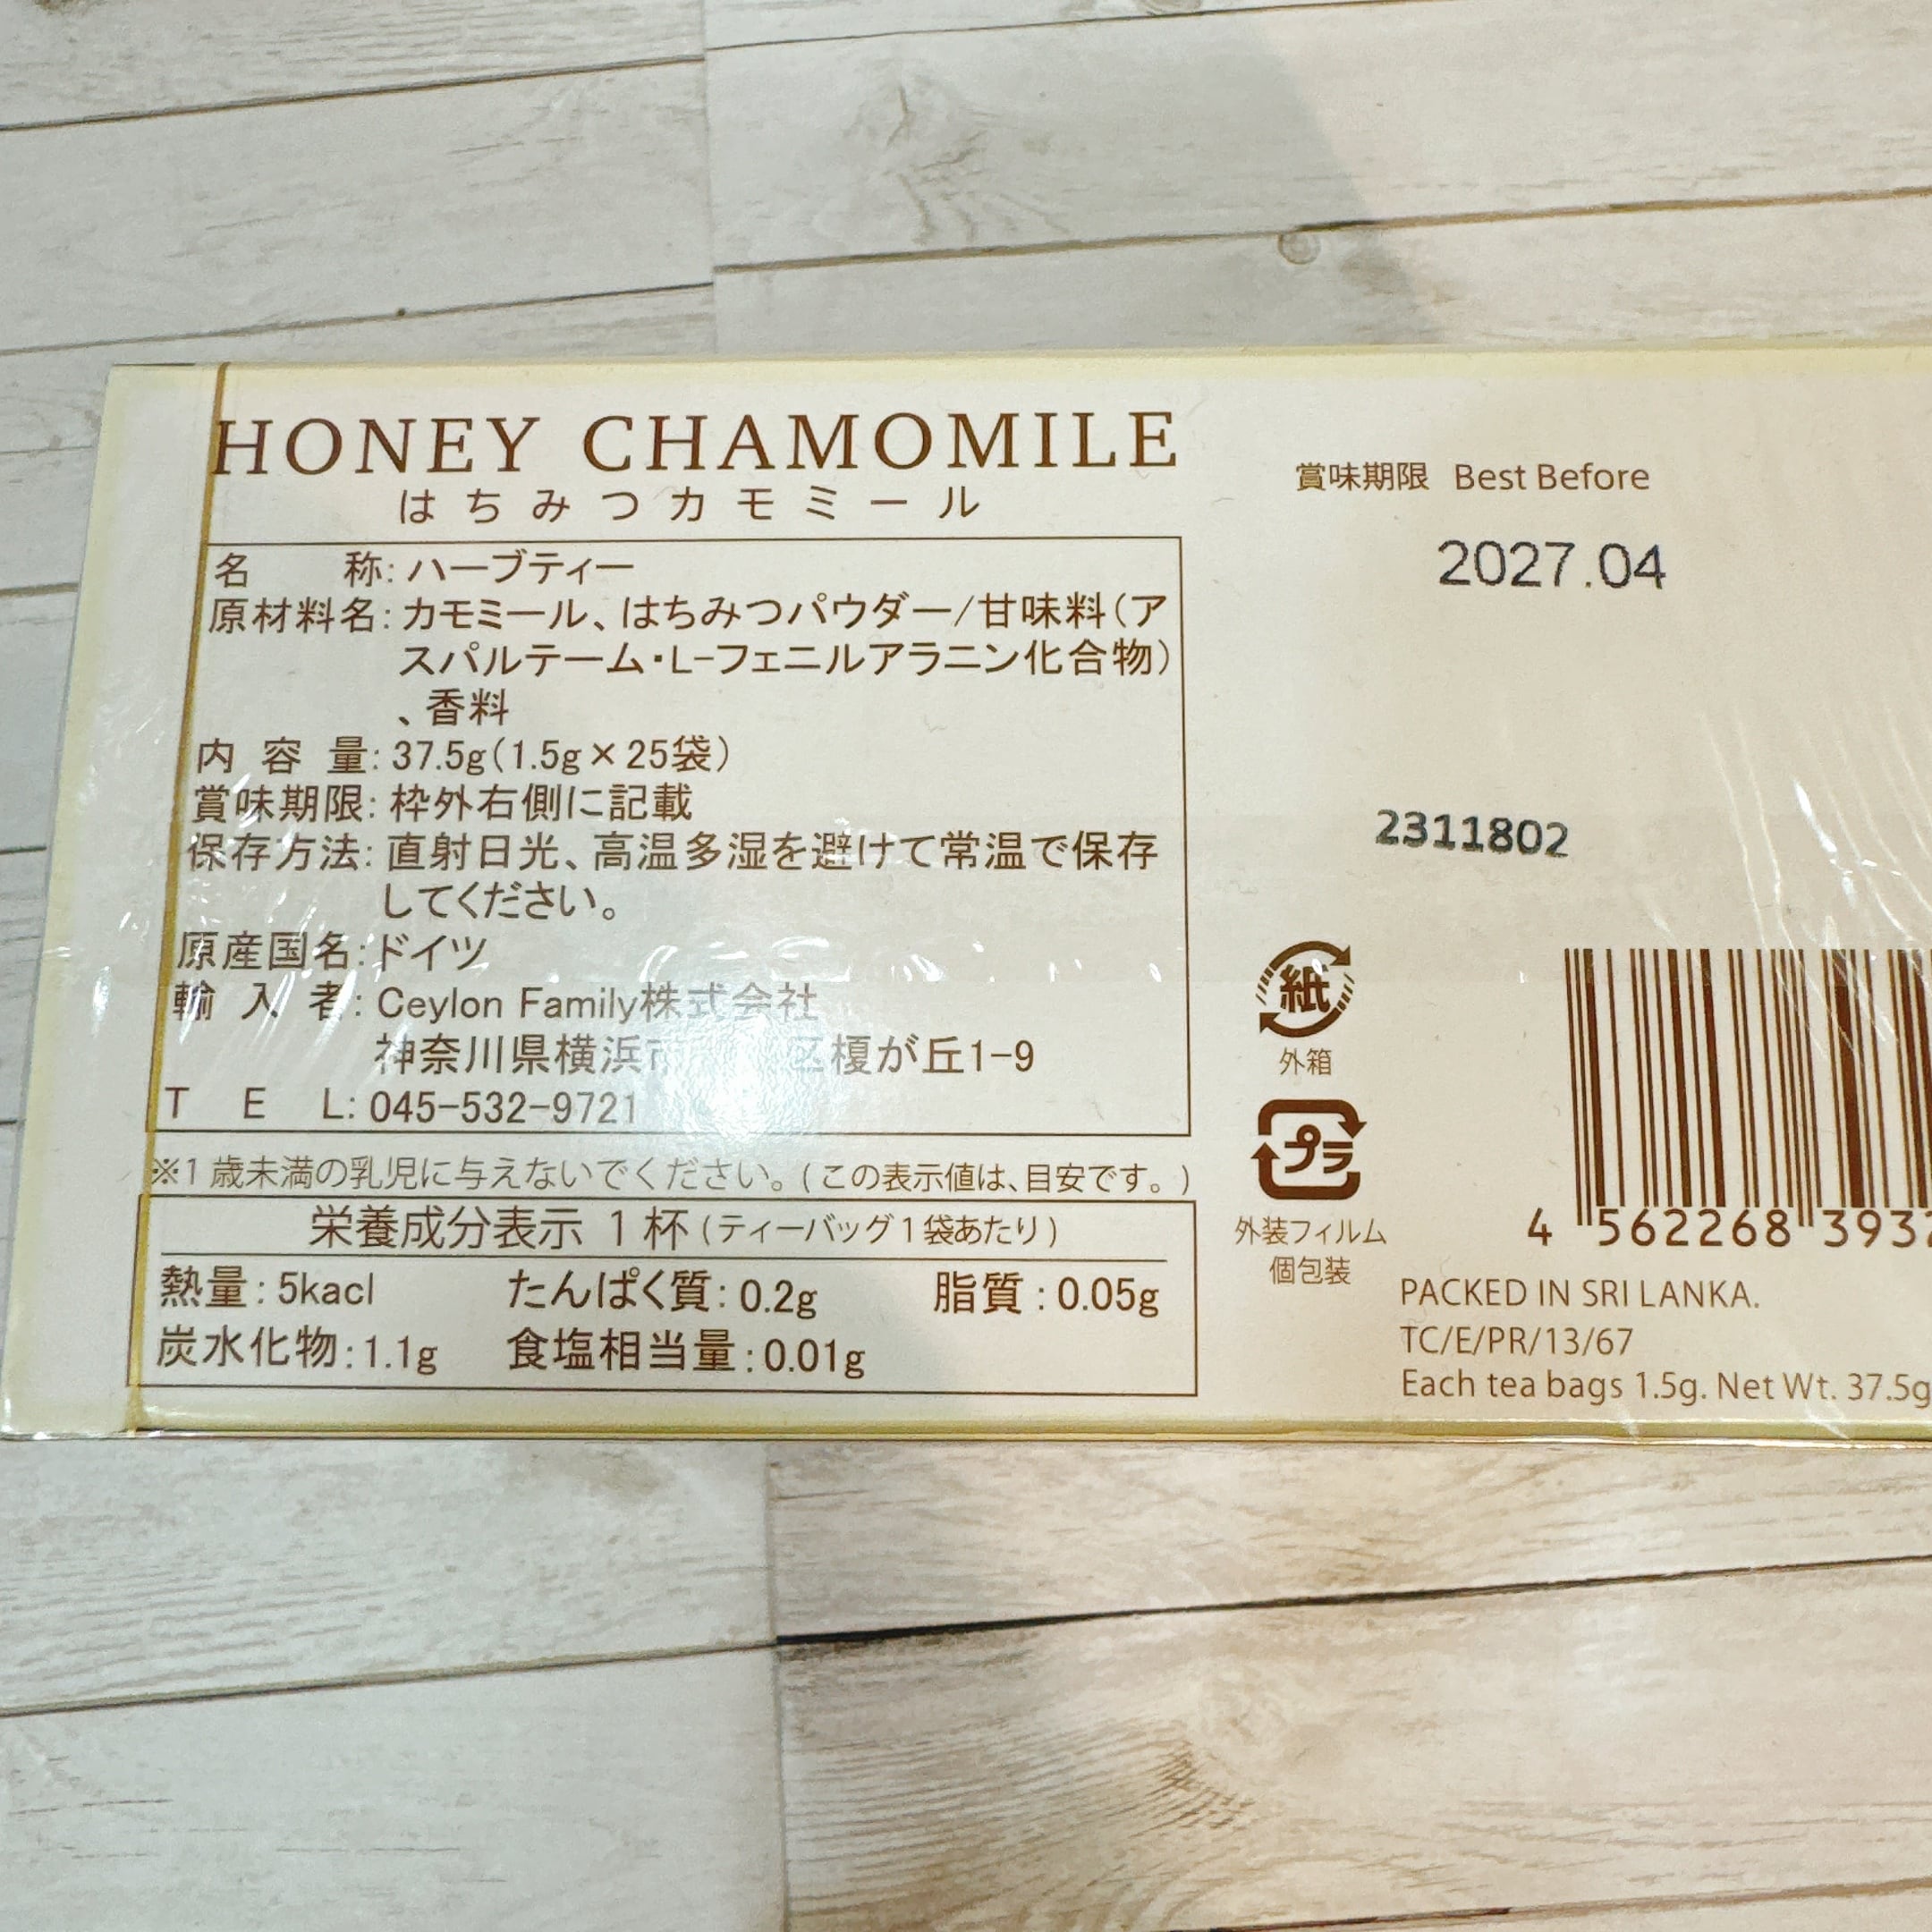 HONEY CHAMOMILE
はちみつカモミール
名 称: ハーブティー
原材料名: カモミール、はちみつパウダー/甘味料(ア
スパルテーム・L-フェニルアラニン化合物)
、香料
内容量: 37.5g(1.5g×25袋)
賞味期限: 枠外右側に記載
保存方法: 直射日光、高温多湿を避けて常温で保存
してください。
原産国名: ドイツ
輸入者: Ceylon Family株式会社
神奈川県横浜市 区榎が丘1-9
T E L: 045-532-9721
※1歳未満の乳児に与えないでください。(この表示値は、目安です。)
栄養成分表示 1杯(ティーバッグ1袋あたり)
熱量: 5kacl たんぱく質: 0.2g 脂質: 0.05g
炭水化物: 1.1g 食塩相当量: 0.01g
賞味期限 Best Before
2027.04
2311802
紙
外箱
プラ
外装フィルム
個包装
4 562268 393
PACKED IN SRI LANKA.
TC/E/PR/13/67
Each tea bags 1.5g. Net Wt. 37.5g